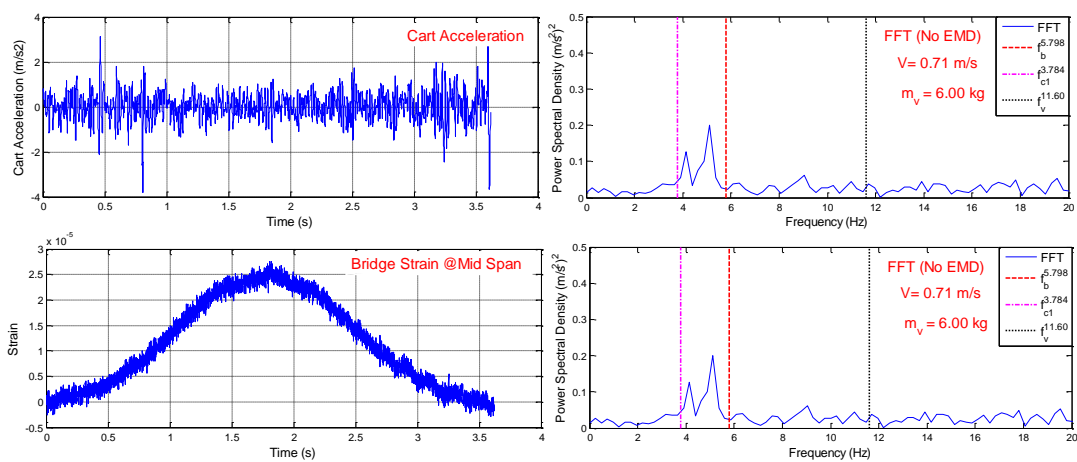 Cart Acceleration
Cart Acceleration (m/s2)
4
2
0
-2
-4
0 0.5 1 1.5 2 2.5 3 3.5 4
Time (s)
FFT (No EMD)
V= 0.71 m/s
m_v = 6.00 kg
FFT
f_b^5.798
f_c1^3.784
f_v^11.60
Power Spectral Density (m/s²)²
0.5
0.4
0.3
0.2
0.1
0
0 2 4 6 8 10 12 14 16 18 20
Frequency (Hz)
x 10^-5
Bridge Strain @Mid Span
Strain
3
2.5
2
1.5
1
0.5
0
-0.5
0 0.5 1 1.5 2 2.5 3 3.5 4
Time (s)
FFT (No EMD)
V= 0.71 m/s
m_v = 6.00 kg
FFT
f_b^5.798
f_c1^3.784
f_v^11.60
Power Spectral Density (m/s²)²
0.5
0.4
0.3
0.2
0.1
0
0 2 4 6 8 10 12 14 16 18 20
Frequency (Hz)